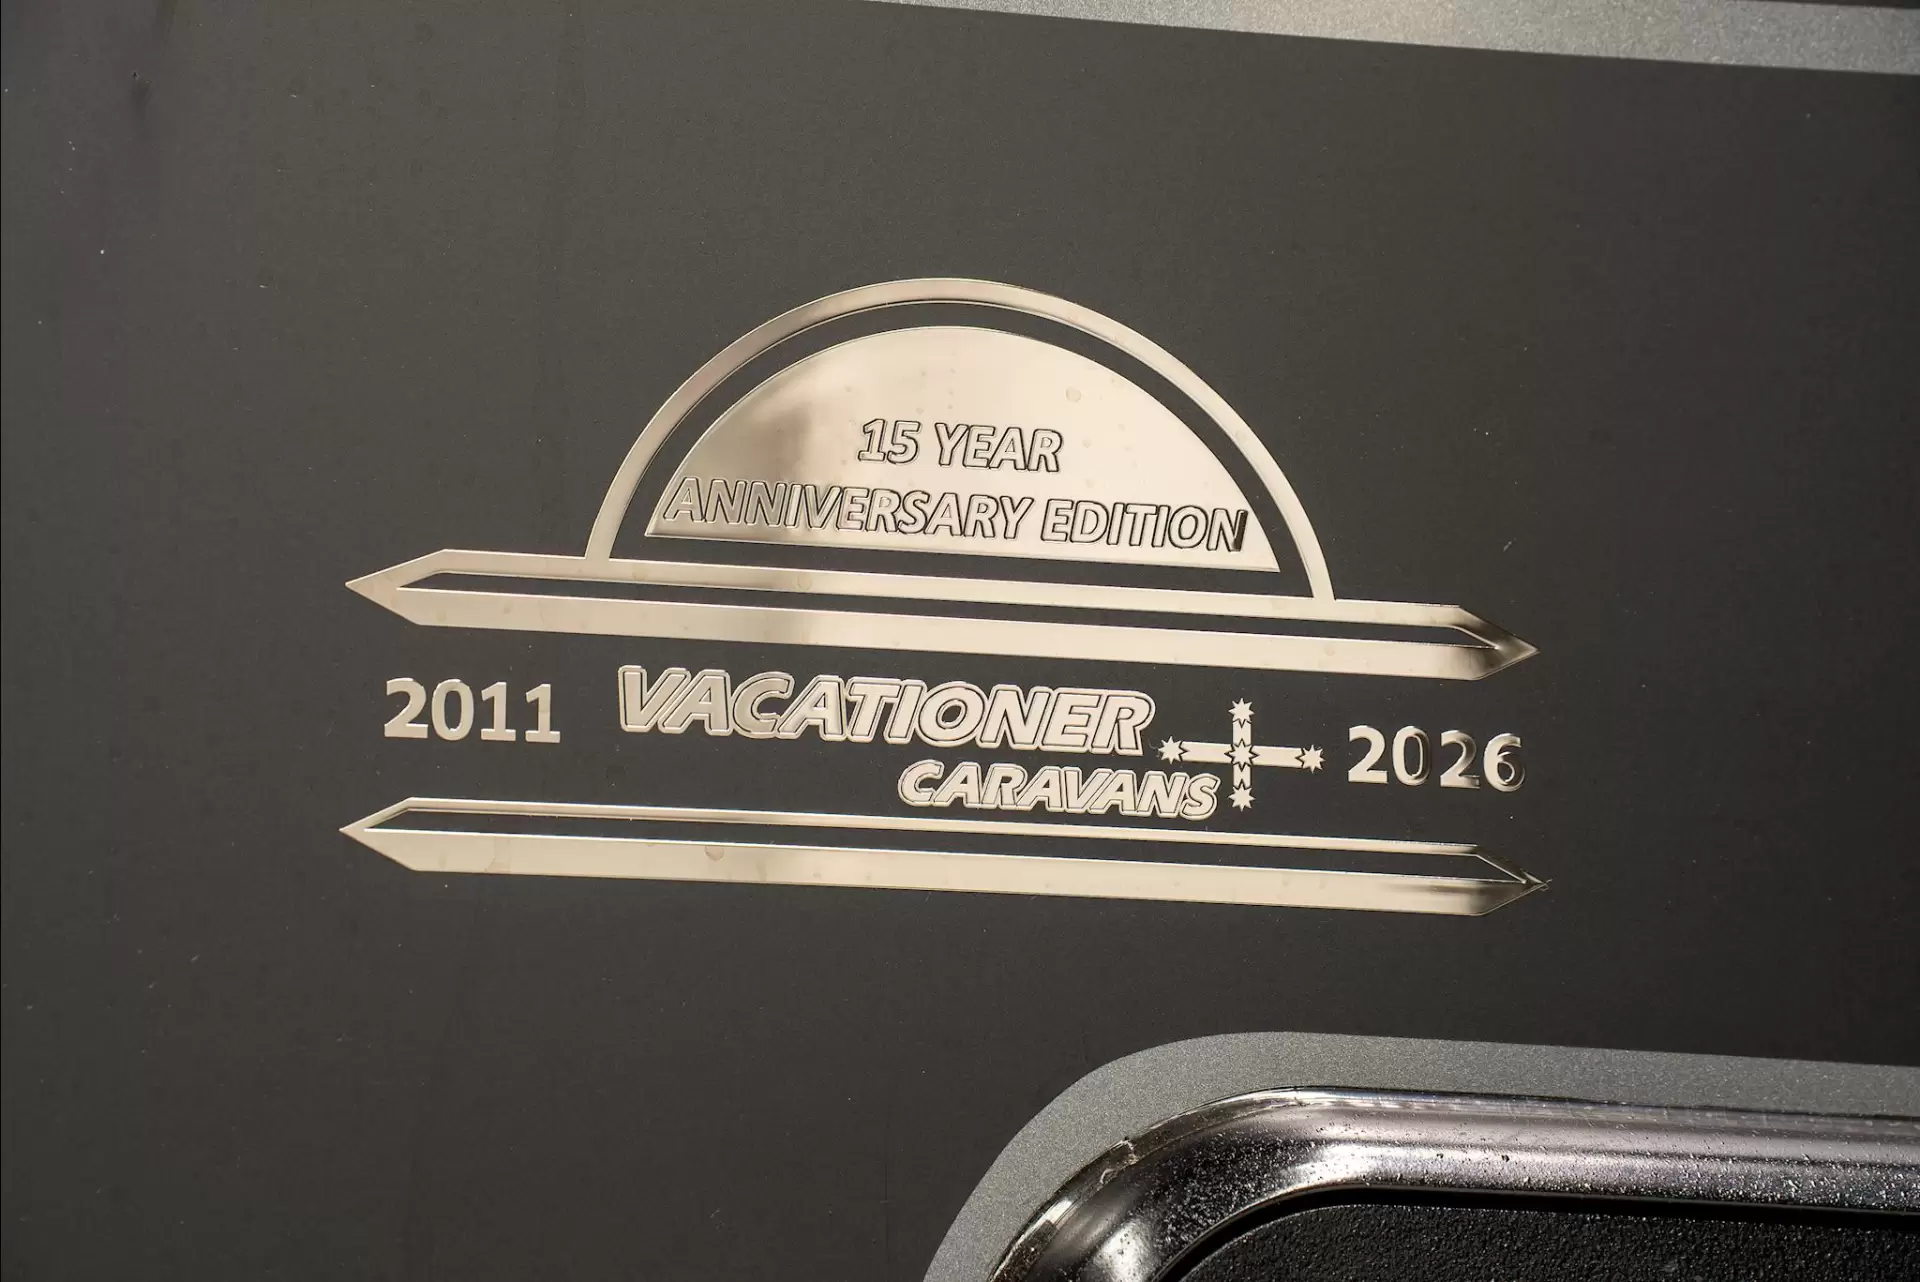 15 YEAR
ANNIVERSARY EDITION
2011 VACATIONER 2026
CARAVANS